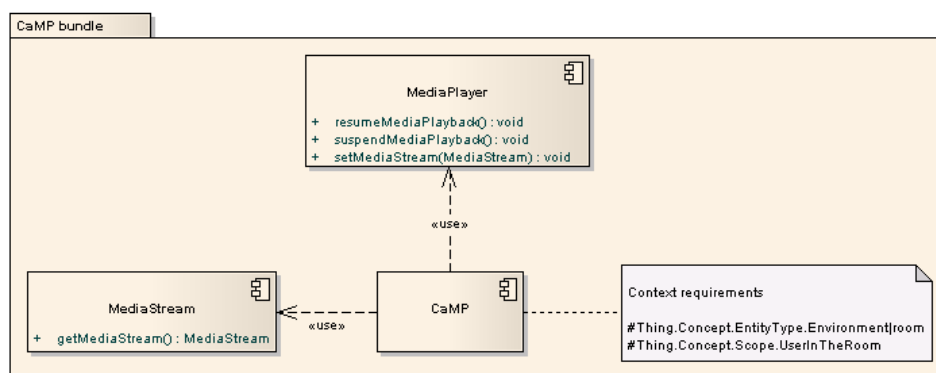 CaMP bundle
MediaPlayer
+ resumeMediaPlayback() : void
+ suspendMediaPlayback() : void
+ setMediaStream(MediaStream) : void
«use»
MediaStream
+ getMediaStream() : MediaStream
«use»
CaMP
Context requirements
#Thing.Concept.EntityType.Environment|room
#Thing.Concept.Scope.UserInTheRoom